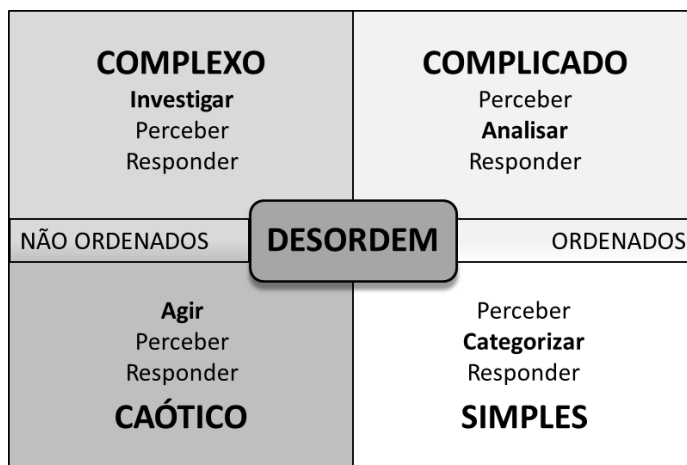 COMPLEXO
Investigar
Perceber
Responder
COMPLICADO
Perceber
Analisar
Responder
NÃO ORDENADOS
DESORDEM
ORDENADOS
Agir
Perceber
Responder
CAÓTICO
Perceber
Categorizar
Responder
SIMPLES